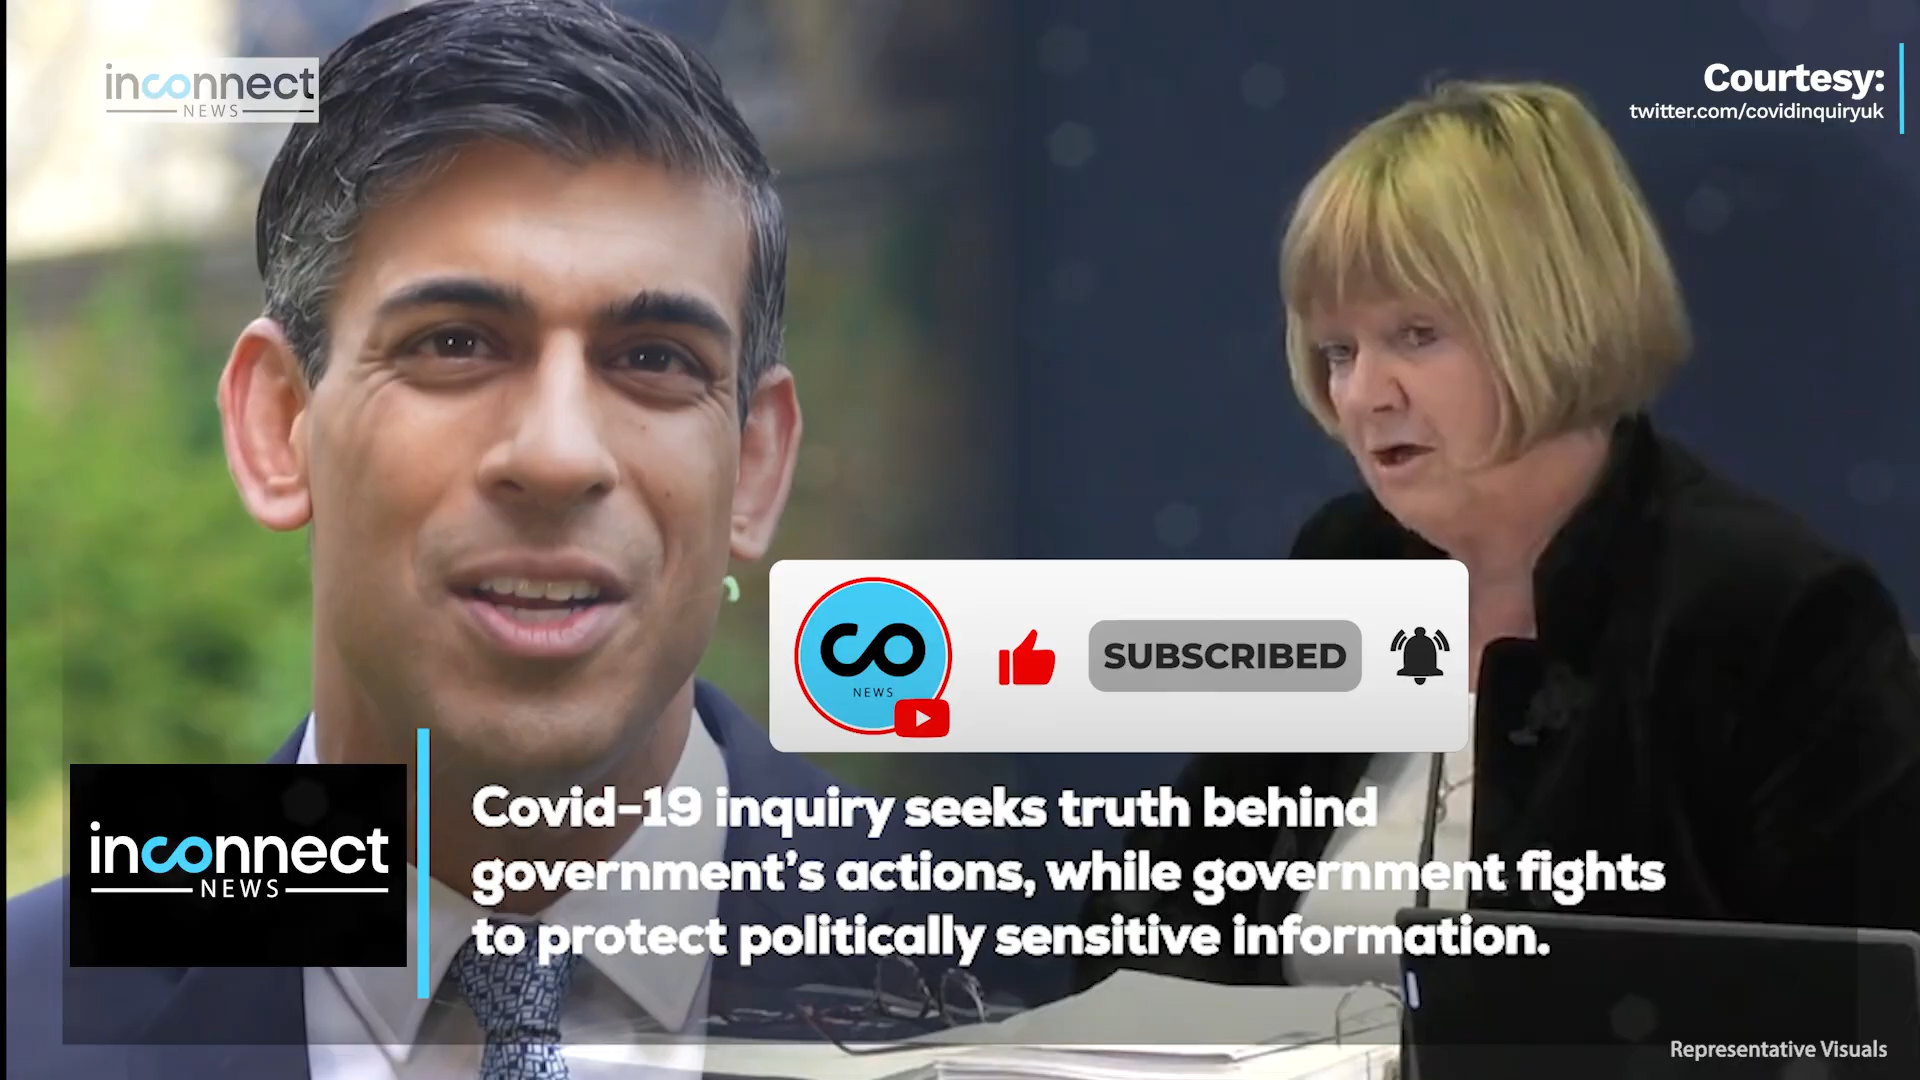 inconnect
NEWS
Courtesy:
twitter.com/covidinquiryuk
CO
NEWS
SUBSCRIBED
inconnect
NEWS
Covid-19 inquiry seeks truth behind
government's actions, while government fights
to protect politically sensitive information.
Representative Visuals